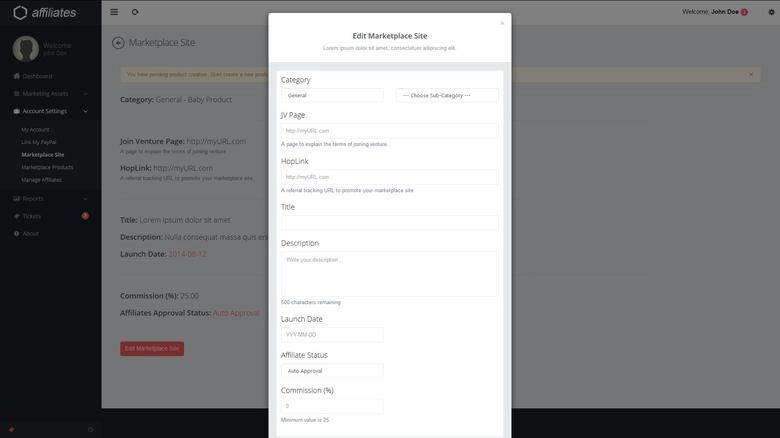 affiliates
Welcome
John Doe
Dashboard
Marketing Assets
Account Settings
My Account
Link My PayPal
Marketplace Site
Marketplace Products
Manage Affiliates
Reports
Tickets
About
Welcome, John Doe
Marketplace Site
You have pending product creation. Start create a new
Category: General - Baby Product
Join Venture Page: http://myURL.com
A page to explain the terms of joining venture.
HopLink: http://myURL.com
A referral tracking URL to promote your marketplace site.
Title: Lorem ipsum dolor sit amet
Description: Nulla consequat massa quis
Launch Date: 2014-08-12
Commission (%): 25.00
Affiliates Approval Status: Auto Approval
Edit Marketplace Site
×
Edit Marketplace Site
Lorem ipsum dolor sit amet, consectetuer adipiscing elit.
Category
General
--- Choose Sub-Category ---
JV Page
http://myURL.com
A page to explain the terms of joining venture.
HopLink
http://myURL.com
A referral tracking URL to promote your marketplace site.
Title
Description
Write your description ...
500 characters remaining
Launch Date
YYY-MM-DD
Affiliate Status
Auto Approval
Commission (%)
0
Minimum value is 25.